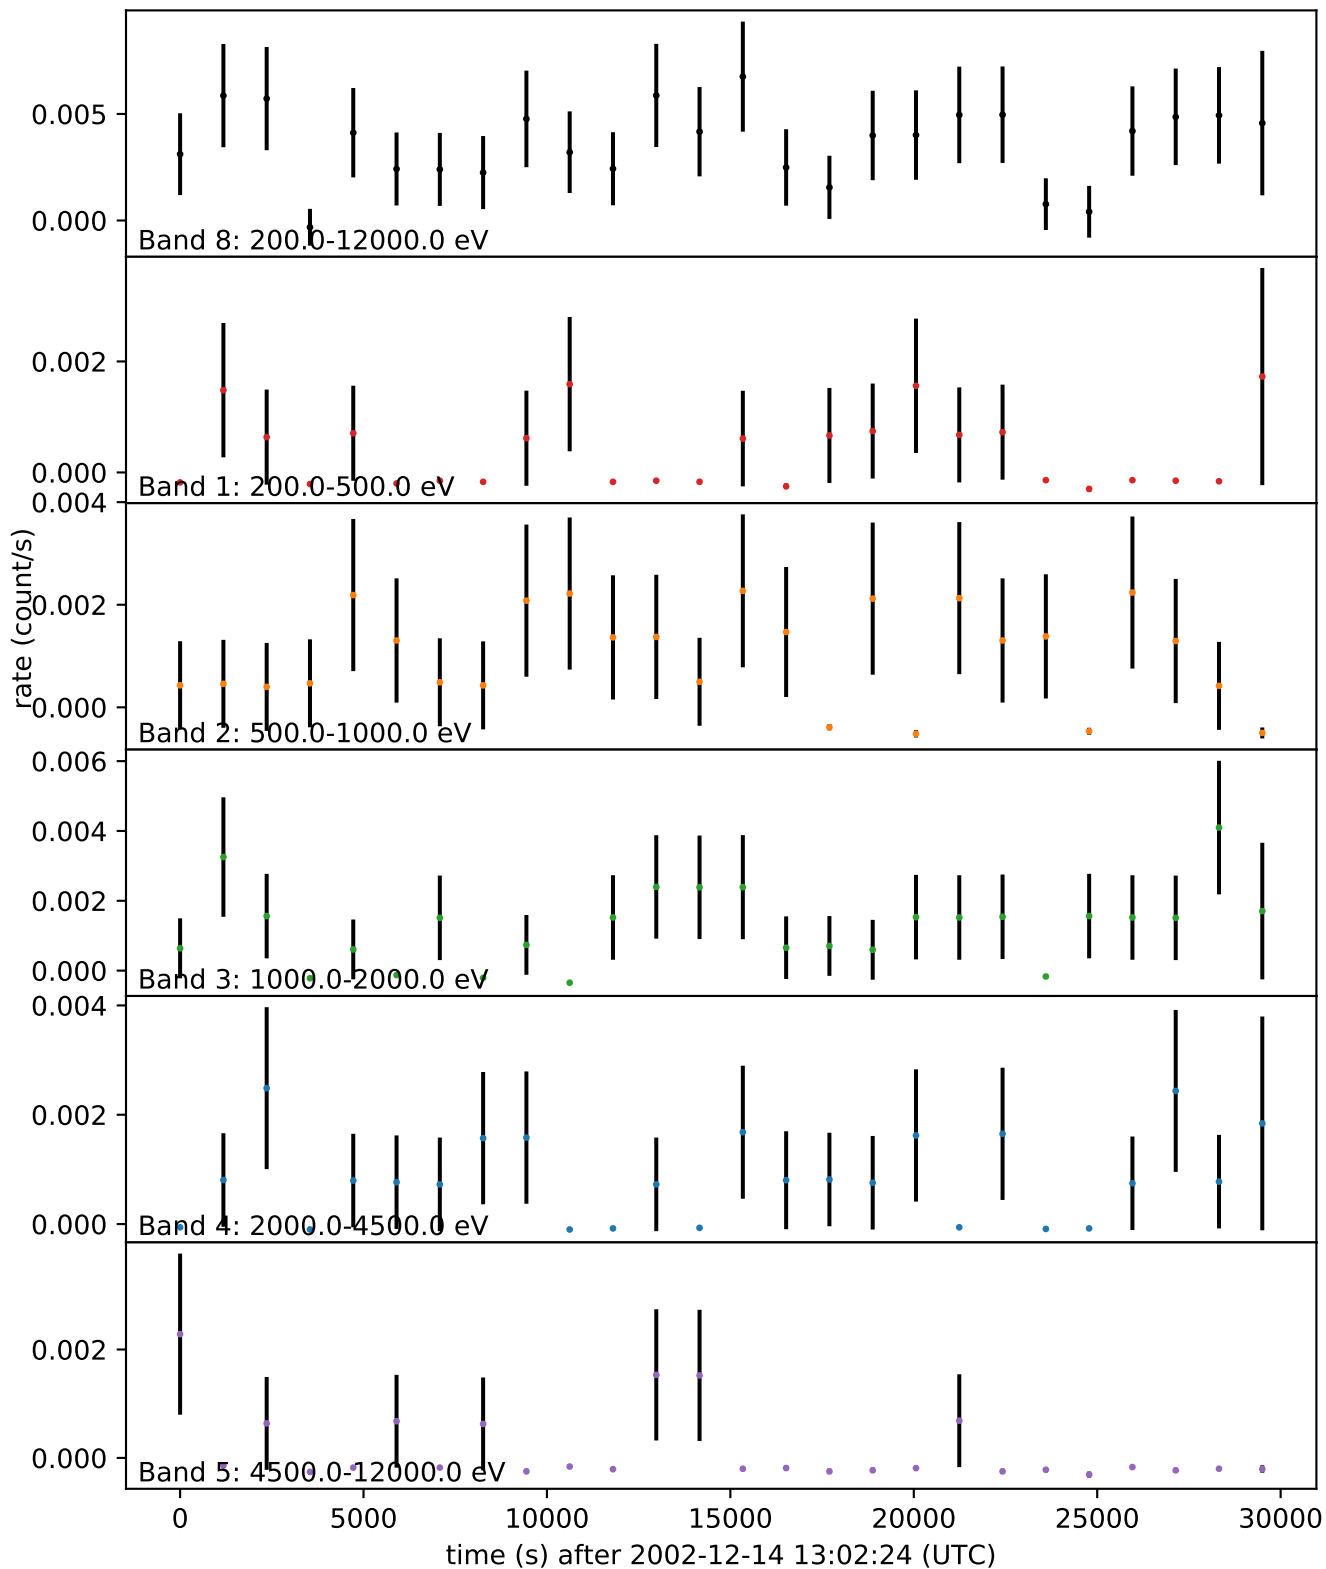 0.005
0.000
Band 8: 200.0-12000.0 eV
0.002
0.000
Band 1: 200.0-500.0 eV
0.004
0.002
0.000
Band 2: 500.0-1000.0 eV
rate (count/s)
0.006
0.004
0.002
0.000
Band 3: 1000.0-2000.0 eV
0.004
0.002
0.000
Band 4: 2000.0-4500.0 eV
0.002
0.000
Band 5: 4500.0-12000.0 eV
0 5000 10000 15000 20000 25000 30000
time (s) after 2002-12-14 13:02:24 (UTC)